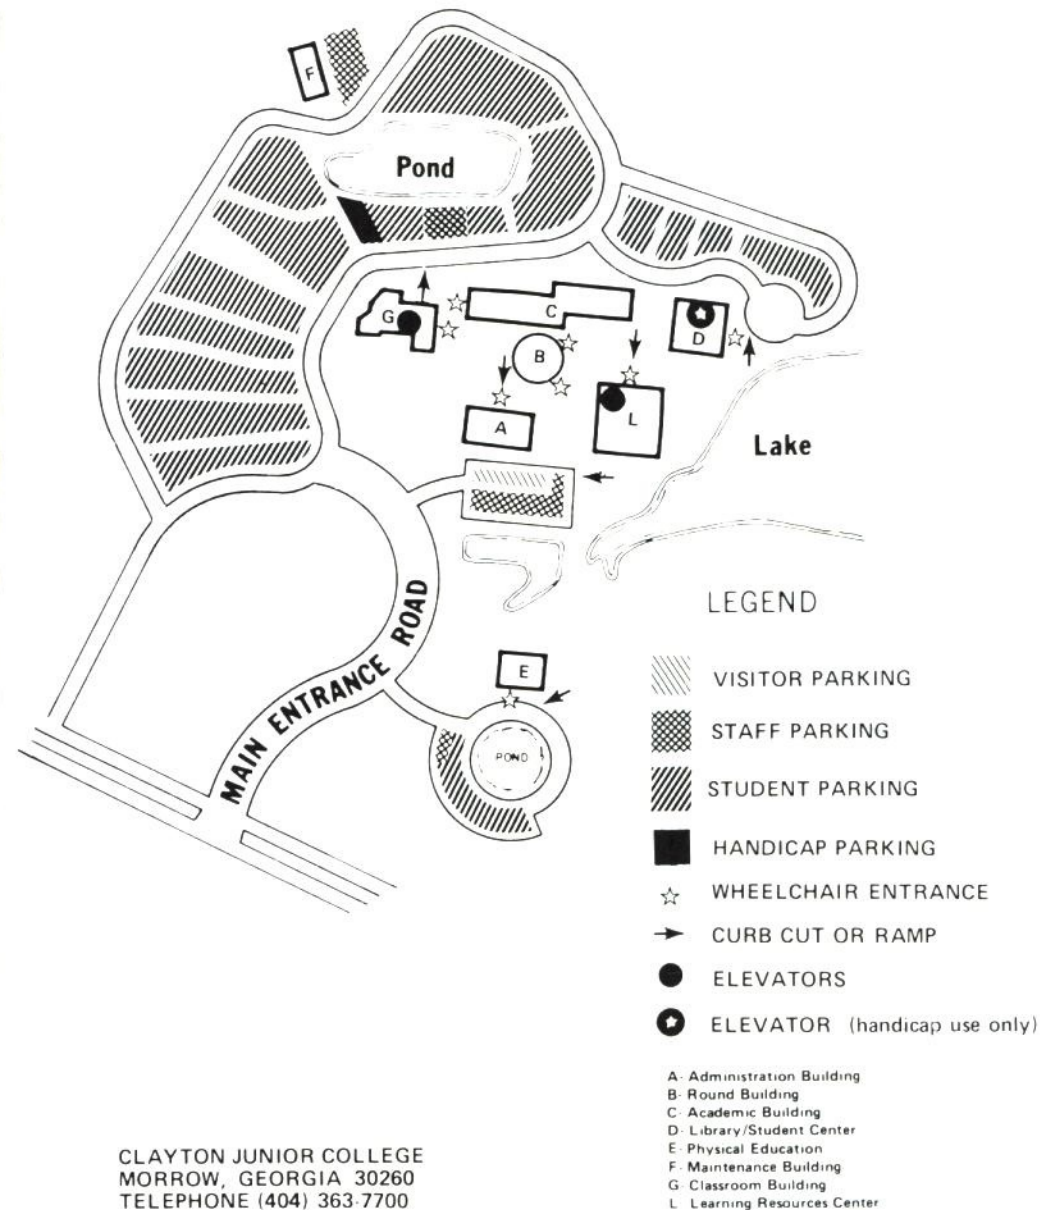 F
Pond
G
C
D
B
A
L
Lake
MAIN ENTRANCE ROAD
E
POND
LEGEND
VISITOR PARKING
STAFF PARKING
STUDENT PARKING
HANDICAP PARKING
WHEELCHAIR ENTRANCE
CURB CUT OR RAMP
ELEVATORS
ELEVATOR (handicap use only)
A- Administration Building
B- Round Building
C- Academic Building
D- Library/Student Center
E- Physical Education
F- Maintenance Building
G- Classroom Building
L Learning Resources Center
CLAYTON JUNIOR COLLEGE
MORROW, GEORGIA 30260
TELEPHONE (404) 363-7700